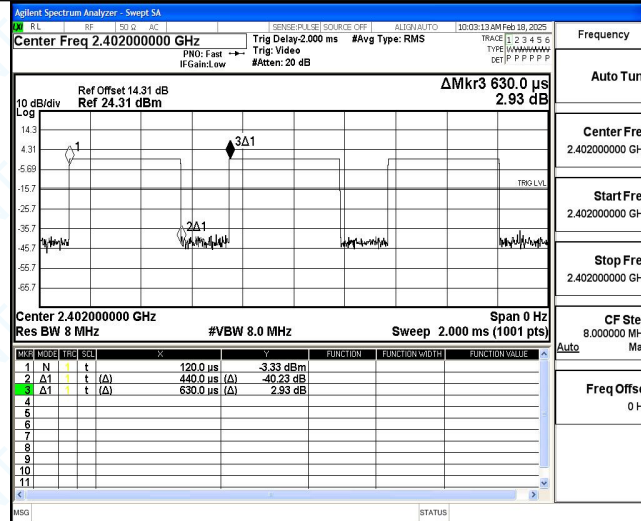 Agilent Spectrum Analyzer - Swept SA
RL RF 50 Ω AC SENSE:PULSE SOURCE OFF ALIGN AUTO 10:03:13 AM Feb 18, 2025
Center Freq 2.402000000 GHz
PNO: Fast
IFGain:Low
Trig Delay-2.000 ms
Trig: Video
#Atten: 20 dB
#Avg Type: RMS
TRACE 1 2 3 4 5 6
TYPE WWWWWW
DET P P P P P P
ΔMkr3 630.0 µs
2.93 dB
Ref Offset 14.31 dB
10 dB/div Ref 24.31 dBm
Log
14.3
4.31
-5.69
-15.7
-25.7
-35.7
-45.7
-55.7
-65.7
1
2Δ1
3Δ1
TRIG LVL
Center 2.402000000 GHz Span 0 Hz
Res BW 8 MHz #VBW 8.0 MHz Sweep 2.000 ms (1001 pts)
MKR MODE TRC SCL X Y FUNCTION FUNCTION WIDTH FUNCTION VALUE
1 N 1 t 120.0 µs -3.33 dBm
2 Δ1 1 t (Δ) 440.0 µs (Δ) -40.23 dB
3 Δ1 1 t (Δ) 630.0 µs (Δ) 2.93 dB
4
5
6
7
8
9
10
11
MSG STATUS
Frequency
Auto Tun
Center Fre
2.402000000 GH
Start Fre
2.402000000 GH
Stop Fre
2.402000000 GH
CF Ste
8.000000 MH
Auto Ma
Freq Offse
0 H